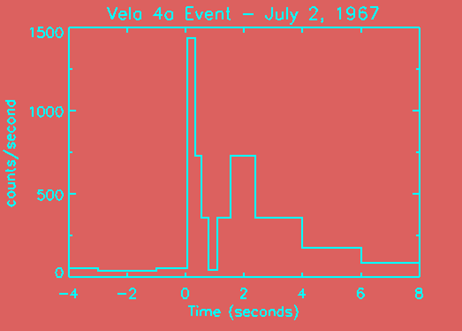 Vela 4a Event – July 2, 1967
1500
1000
500
0
counts/second
−4 −2 0 2 4 6 8
Time (seconds)